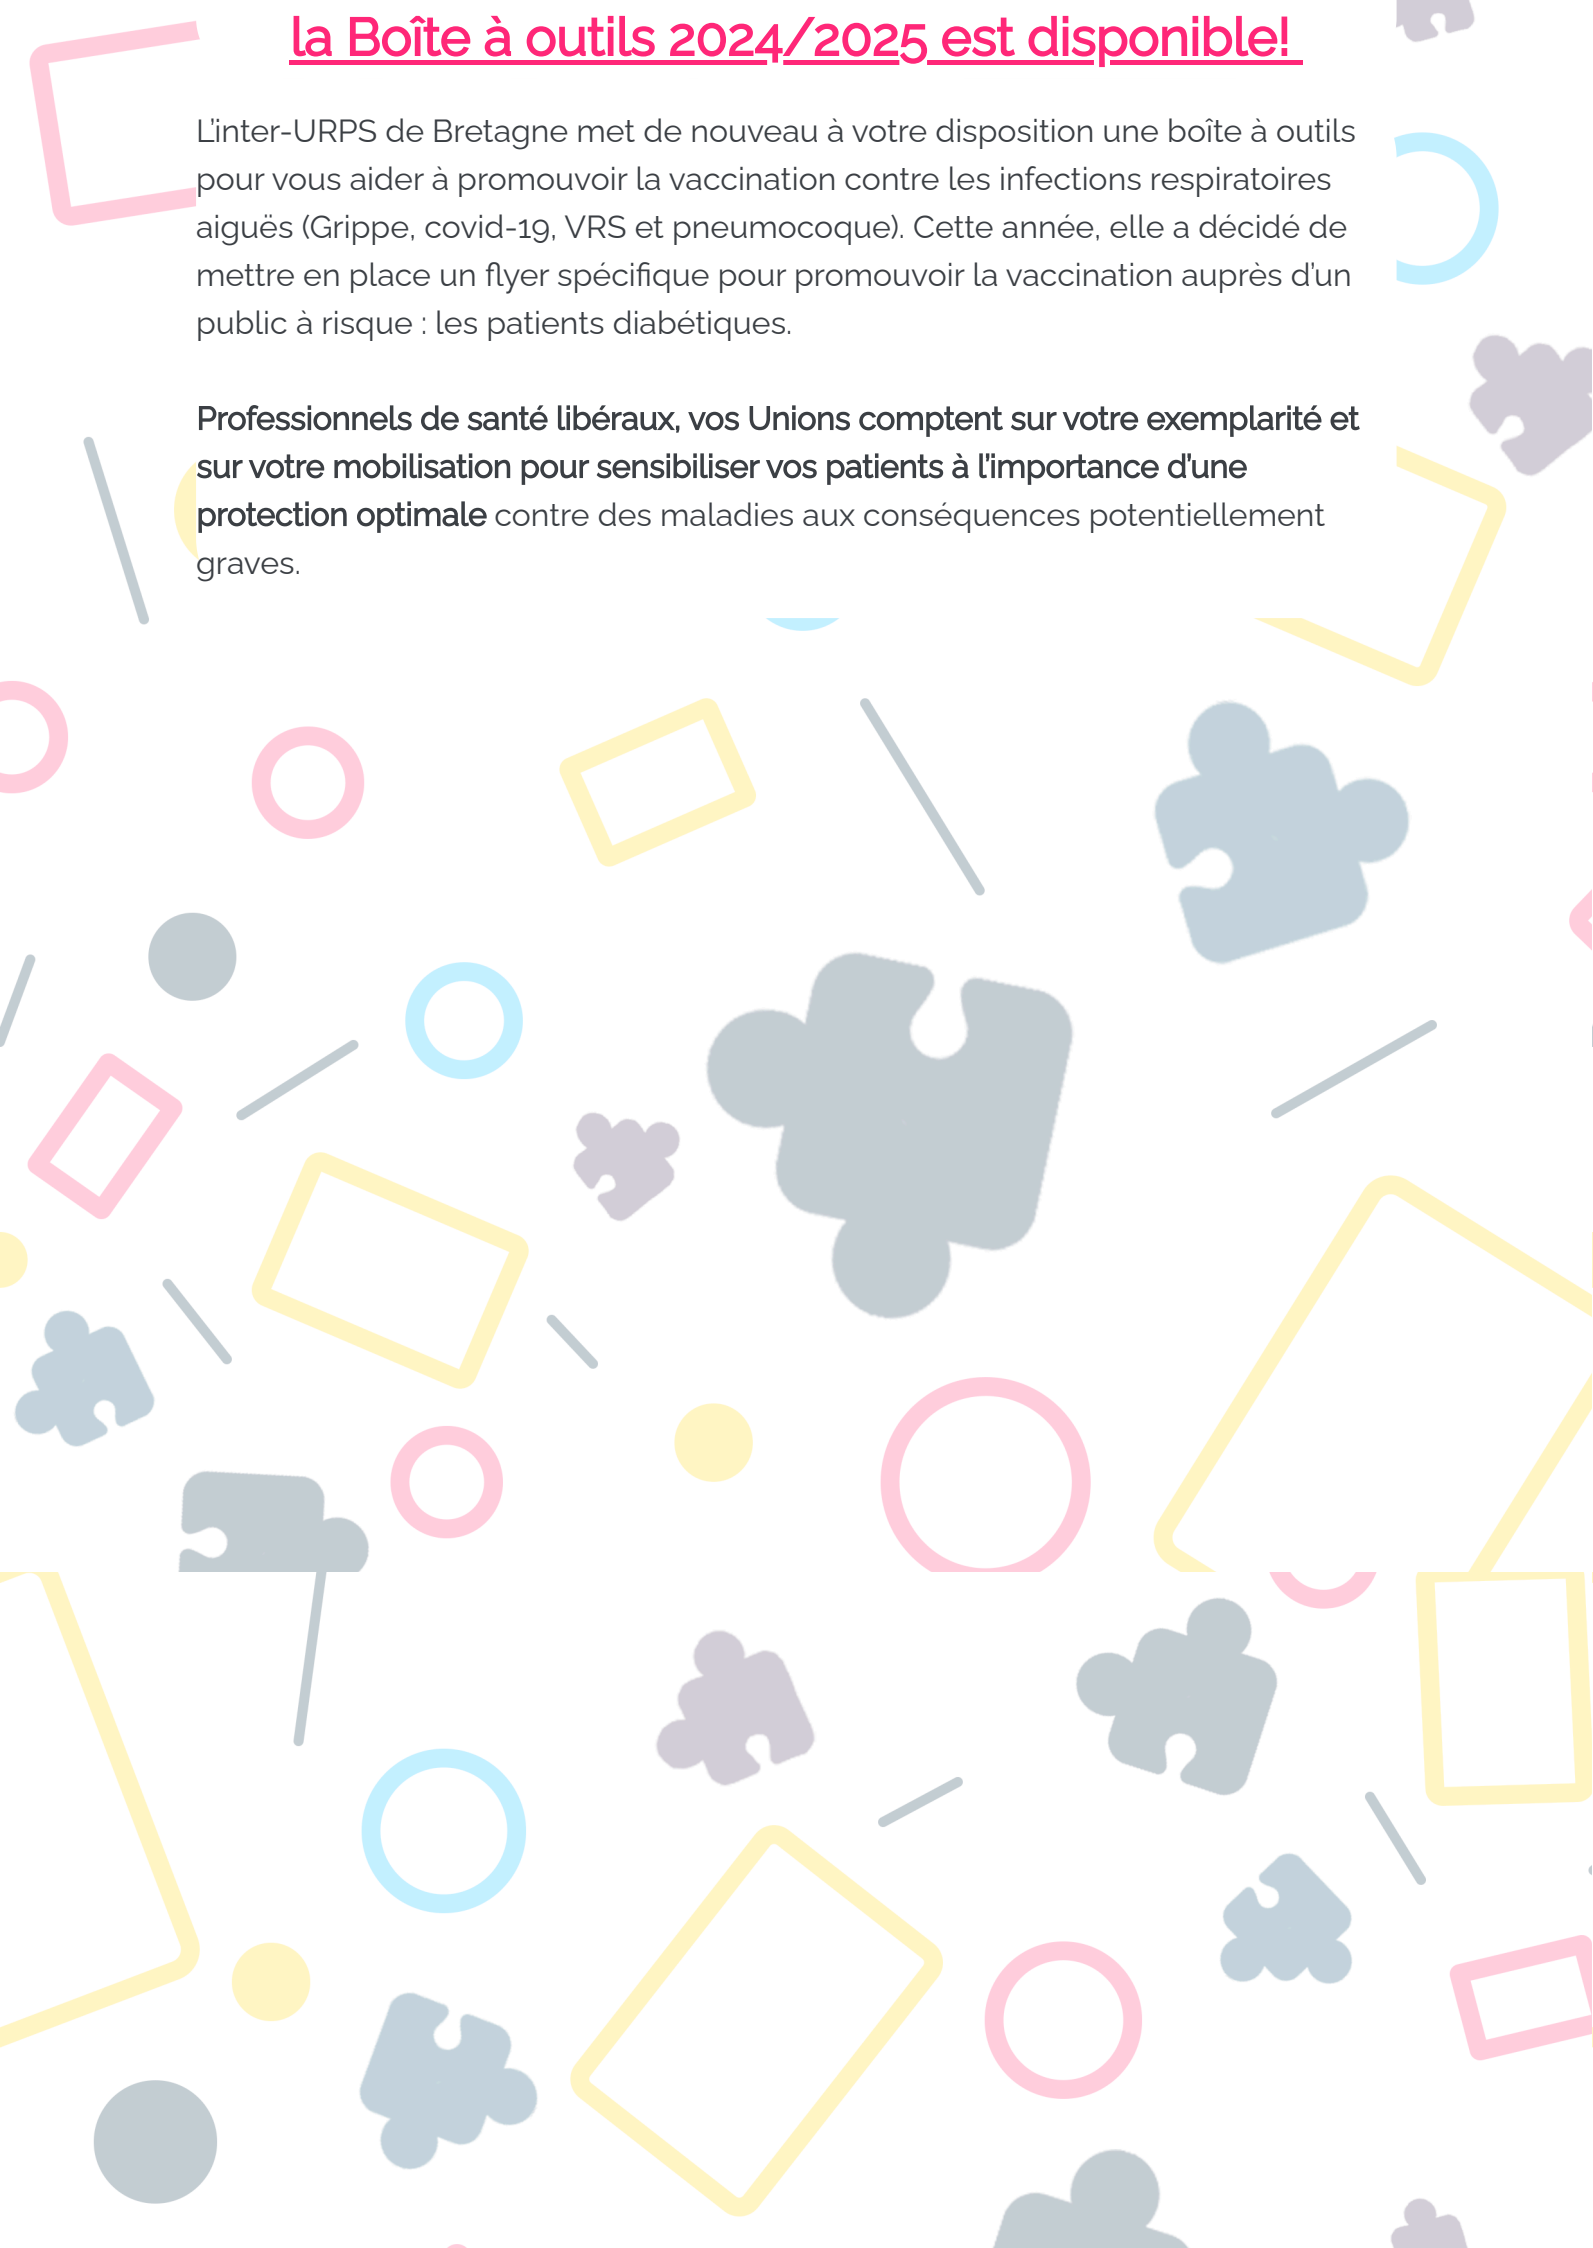 la Boîte à outils 2024/2025 est disponible!
L’inter-URPS de Bretagne met de nouveau à votre disposition une boîte à outils
pour vous aider à promouvoir la vaccination contre les infections respiratoires
aiguës (Grippe, covid-19, VRS et pneumocoque). Cette année, elle a décidé de
mettre en place un flyer spécifique pour promouvoir la vaccination auprès d’un
public à risque : les patients diabétiques.
Professionnels de santé libéraux, vos Unions comptent sur votre exemplarité et
sur votre mobilisation pour sensibiliser vos patients à l’importance d’une
protection optimale contre des maladies aux conséquences potentiellement
graves.